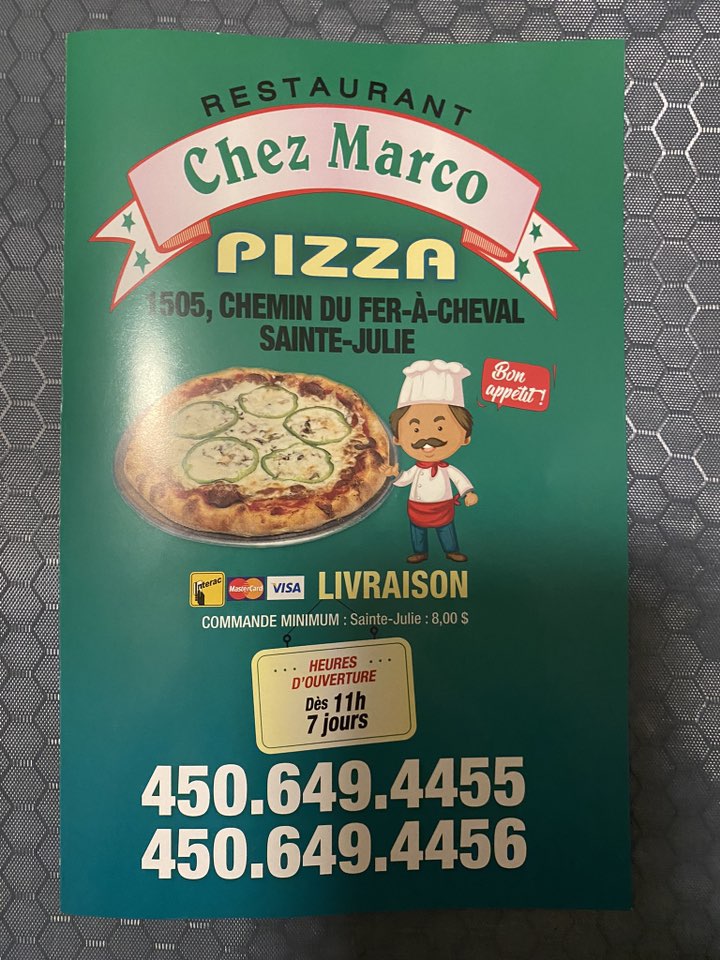 RESTAURANT
Chez Marco
PIZZA
1505, CHEMIN DU FER-À-CHEVAL
SAINTE-JULIE
Bon
appétit !
Interac MasterCard VISA LIVRAISON
COMMANDE MINIMUM : Sainte-Julie : 8,00 $
... HEURES ...
D'OUVERTURE
Dès 11h
7 jours
450.649.4455
450.649.4456